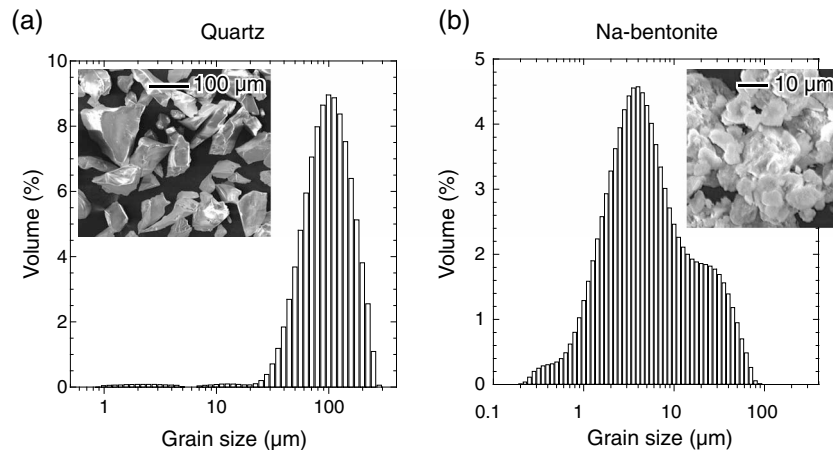 (a)
Quartz
10
8
6
4
2
0
Volume (%)
100 µm
1
10
100
Grain size (µm)
(b)
Na-bentonite
5
4
3
2
1
0
Volume (%)
10 µm
0.1
1
10
100
Grain size (µm)